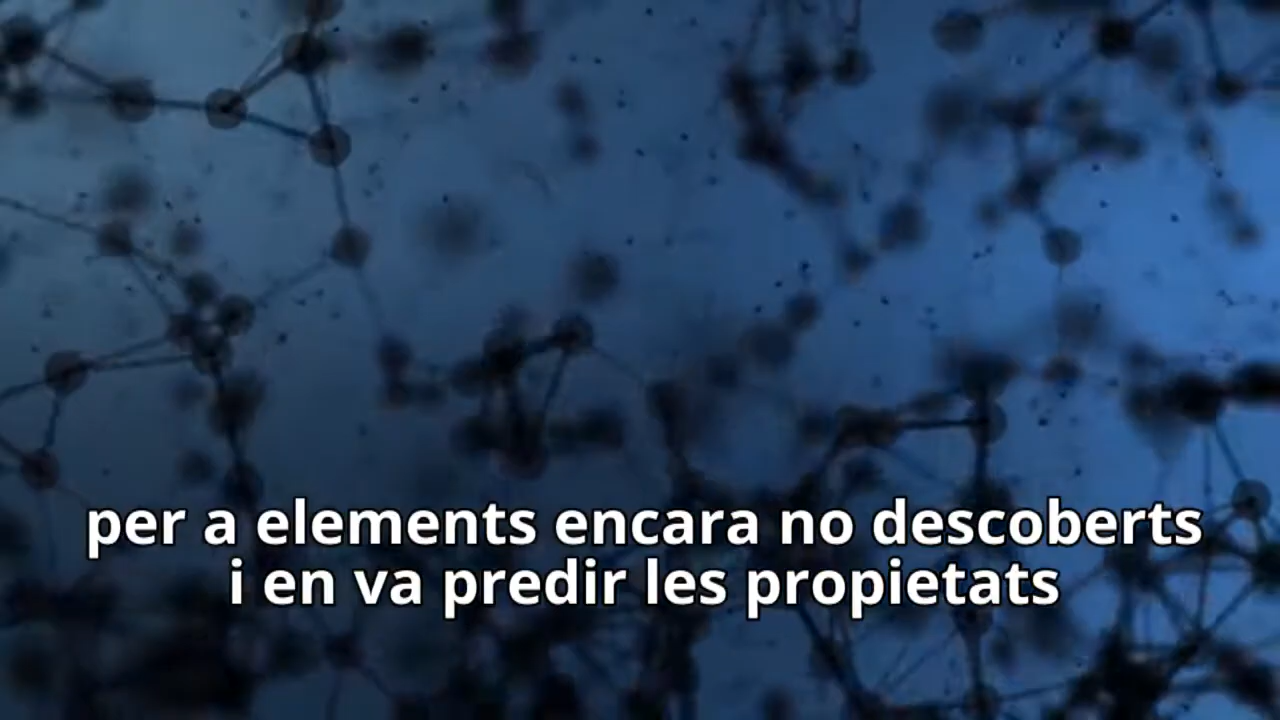 per a elements encara no descoberts
i en va predir les propietats